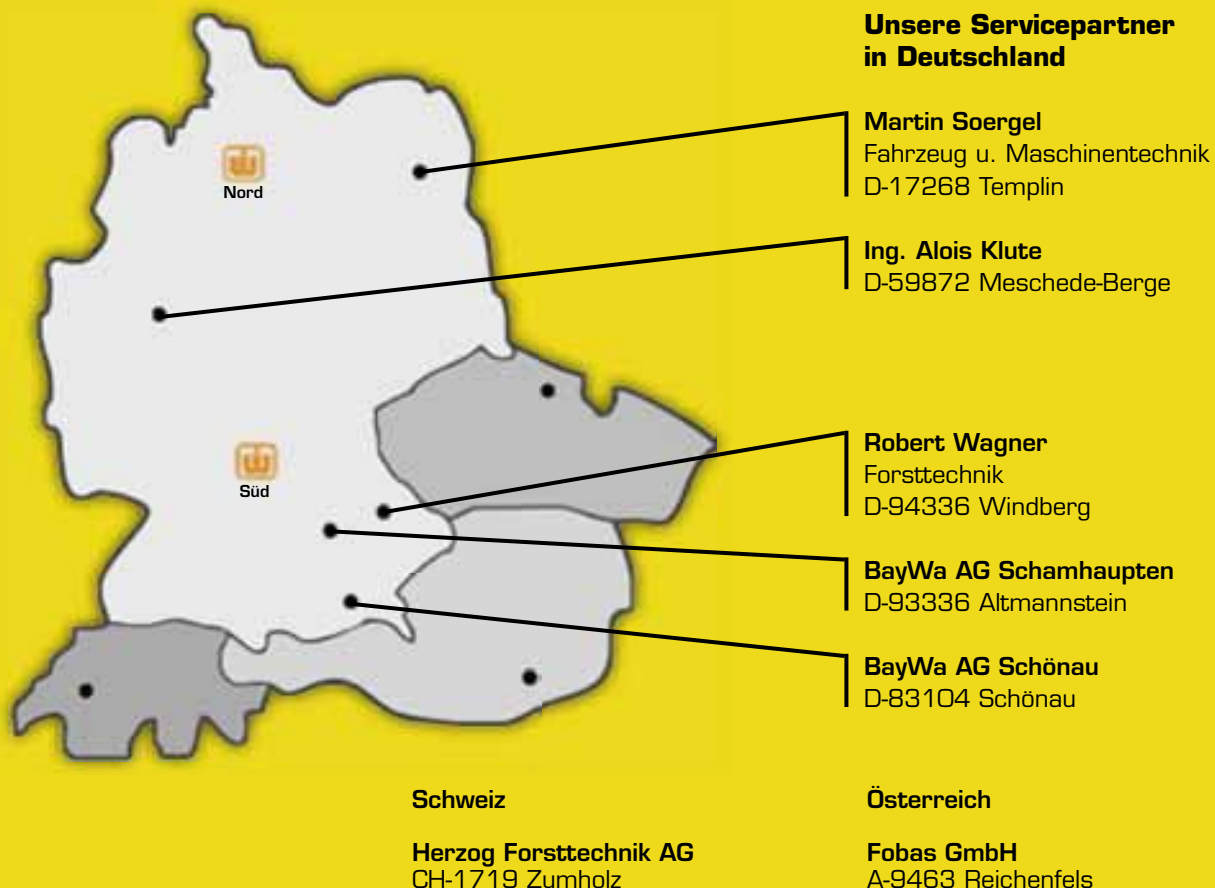 Unsere Servicepartner
in Deutschland
Martin Soergel
Fahrzeug u. Maschinentechnik
D-17268 Templin
Nord
Ing. Alois Klute
D-59872 Meschede-Berge
Robert Wagner
Forsttechnik
D-94336 Windberg
Süd
BayWa AG Schamhaupten
D-93336 Altmannstein
BayWa AG Schönau
D-83104 Schönau
Schweiz
Herzog Forsttechnik AG
CH-1719 Zumholz
Österreich
Fobas GmbH
A-9463 Reichenfels